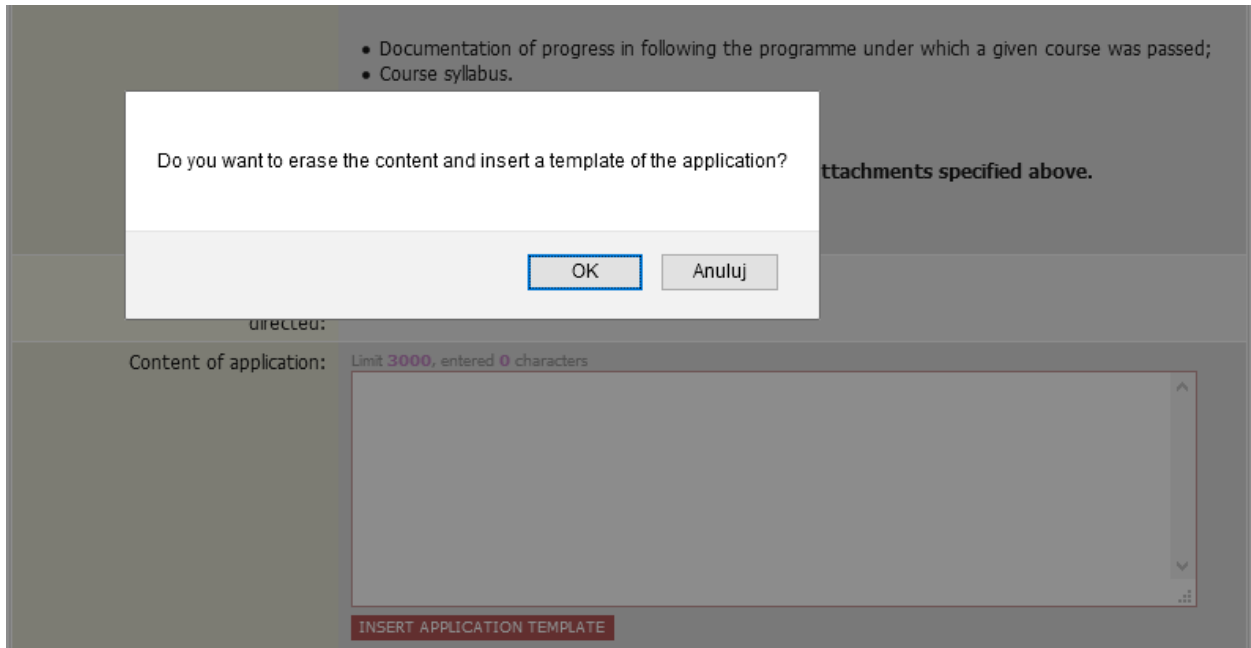 • Documentation of progress in following the programme under which a given course was passed;
• Course syllabus.
Do you want to erase the content and insert a template of the application?
ttachments specified above.
OK Anuluj
directed:
Content of application: Limit 3000, entered 0 characters
INSERT APPLICATION TEMPLATE